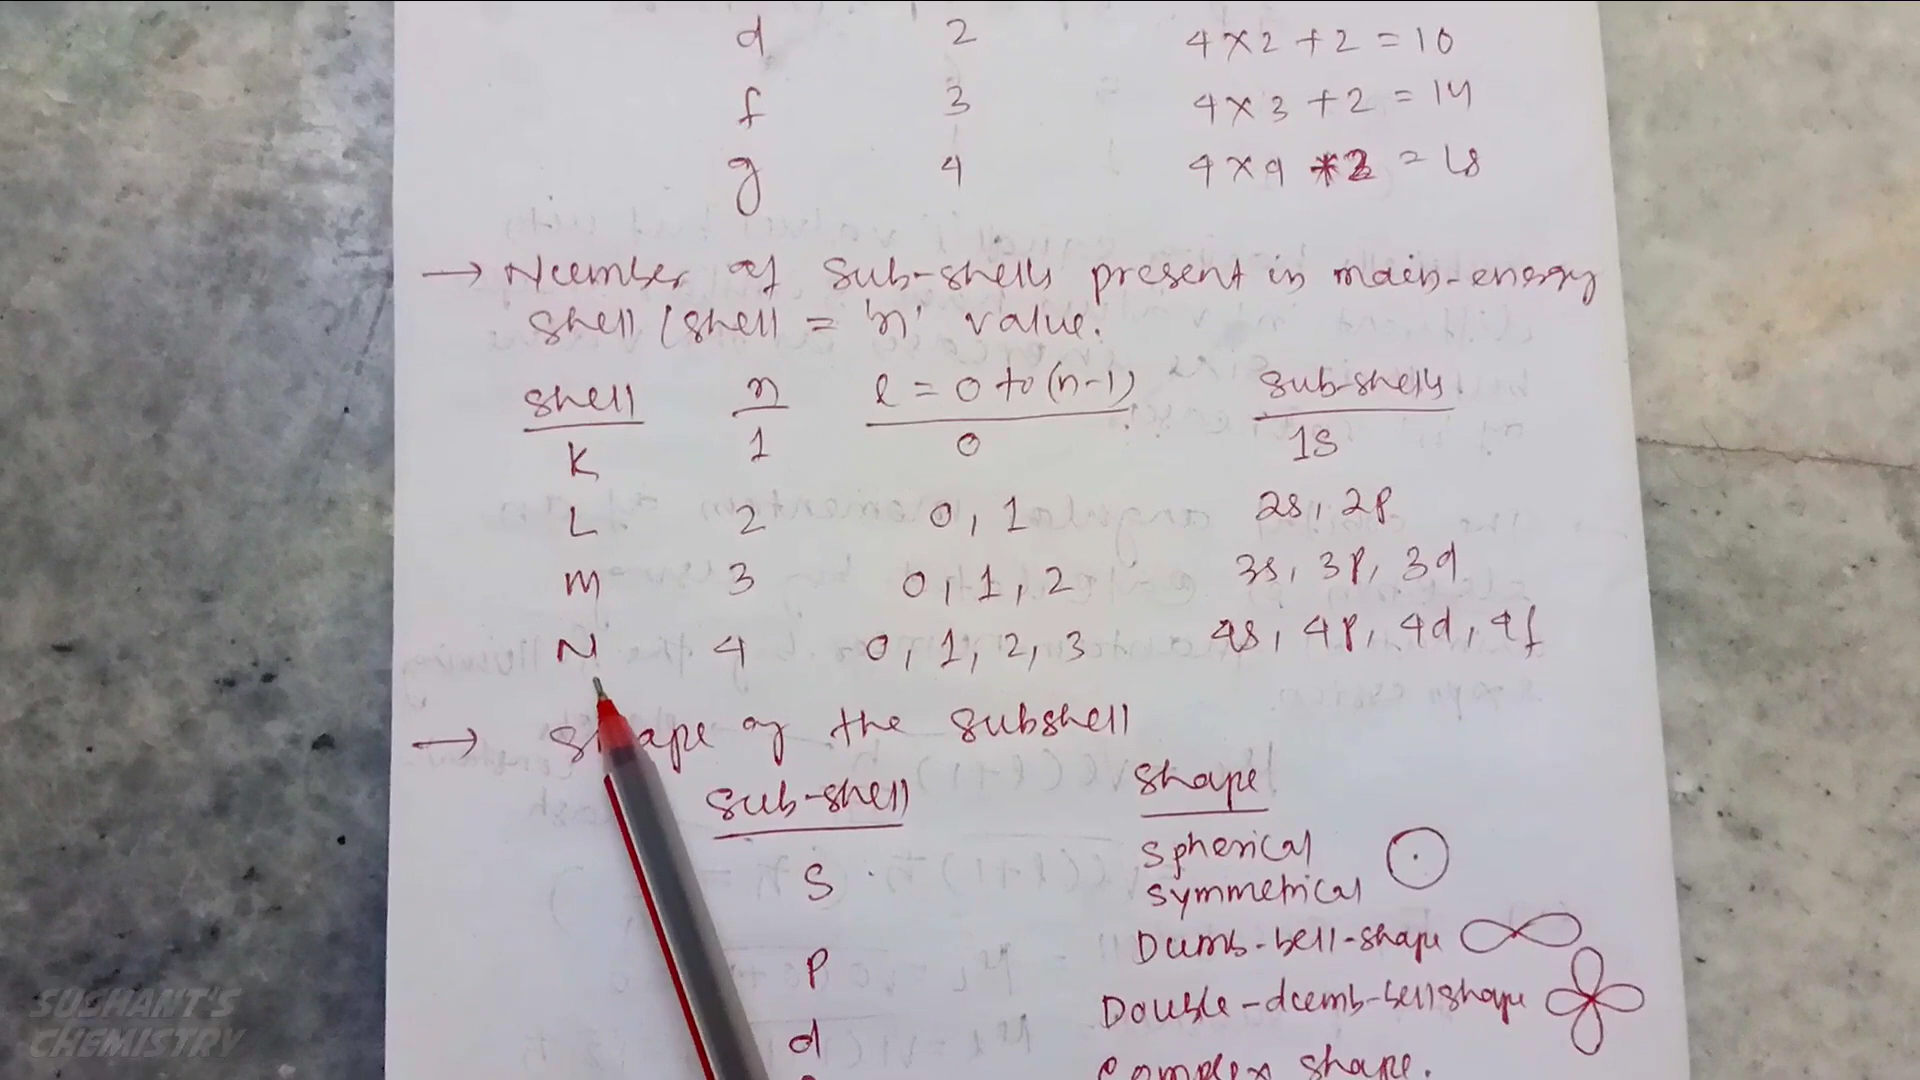 d 2 4×2+2 = 10
f 3 4×3+2 = 14
g 4 4×4 +2 = 18
→ Number of sub-shells present in main-energy
shell/shell = 'n' value.
shell n l = 0 to (n-1) sub-shells
K 1 0 1s
L 2 0, 1 2s, 2p
M 3 0, 1, 2 3s, 3p, 3d
N 4 0, 1, 2, 3 4s, 4p, 4d, 4f
→ Shape of the subshell
sub-shell shape
s spherical
symmetrical
p Dumb-bell-shape
d Double-dumb-bell shape
complex shape.
SUSHANT'S
CHEMISTRY